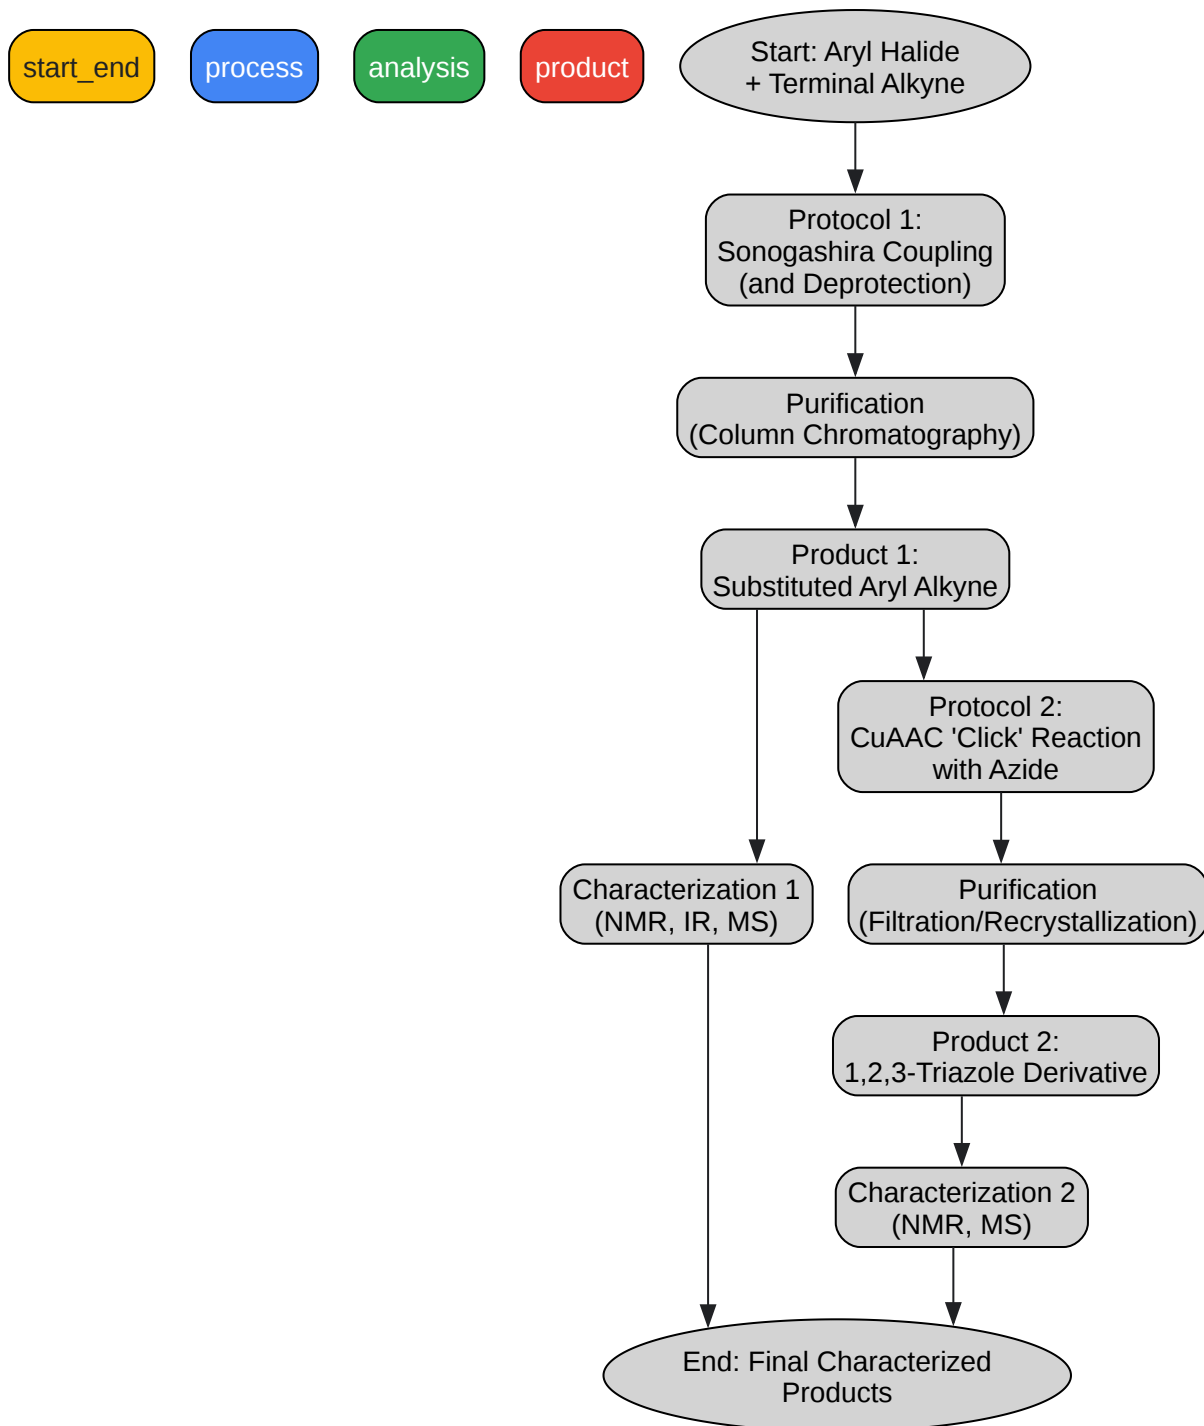 start_end
process
analysis
product
Start: Aryl Halide
+ Terminal Alkyne
Protocol 1:
Sonogashira Coupling
(and Deprotection)
Purification
(Column Chromatography)
Product 1:
Substituted Aryl Alkyne
Protocol 2:
CuAAC 'Click' Reaction
with Azide
Characterization 1
(NMR, IR, MS)
Purification
(Filtration/Recrystallization)
Product 2:
1,2,3-Triazole Derivative
Characterization 2
(NMR, MS)
End: Final Characterized
Products